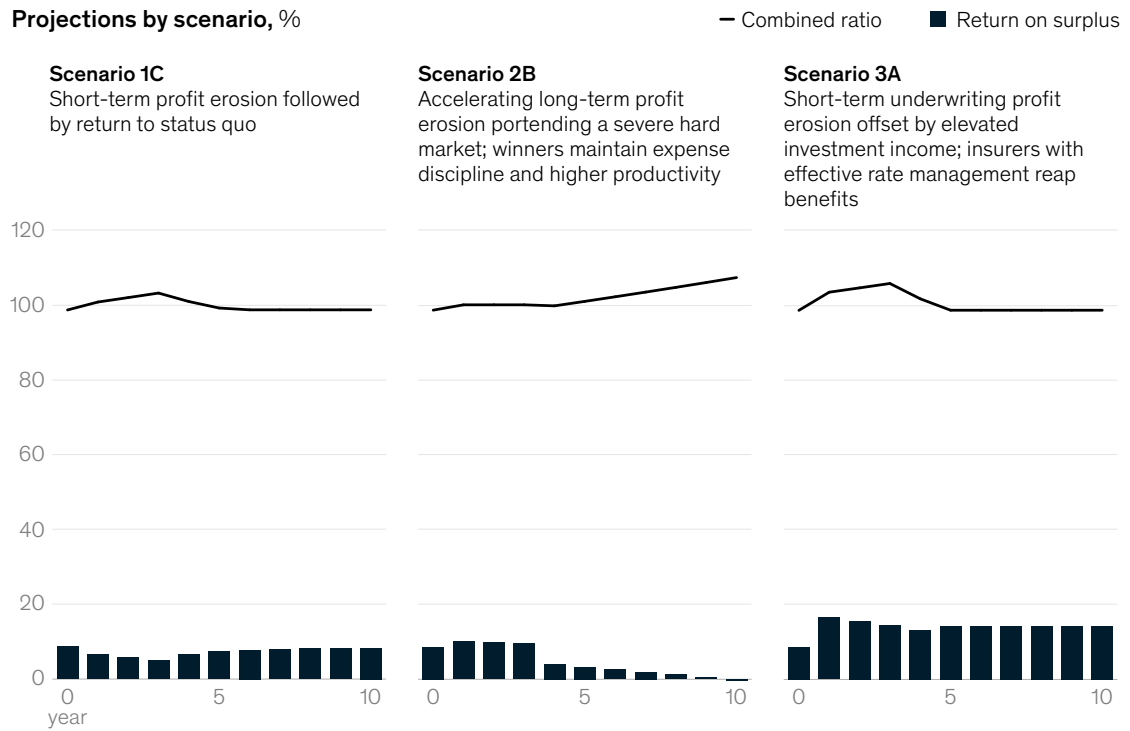 Projections by scenario, %
Combined ratio
Return on surplus
Scenario 1C
Short-term profit erosion followed
by return to status quo
Scenario 2B
Accelerating long-term profit
erosion portending a severe hard
market; winners maintain expense
discipline and higher productivity
Scenario 3A
Short-term underwriting profit
erosion offset by elevated
investment income; insurers with
effective rate management reap
benefits
120
100
80
60
40
20
0
0 5 10
year
0 5 10
0 5 10